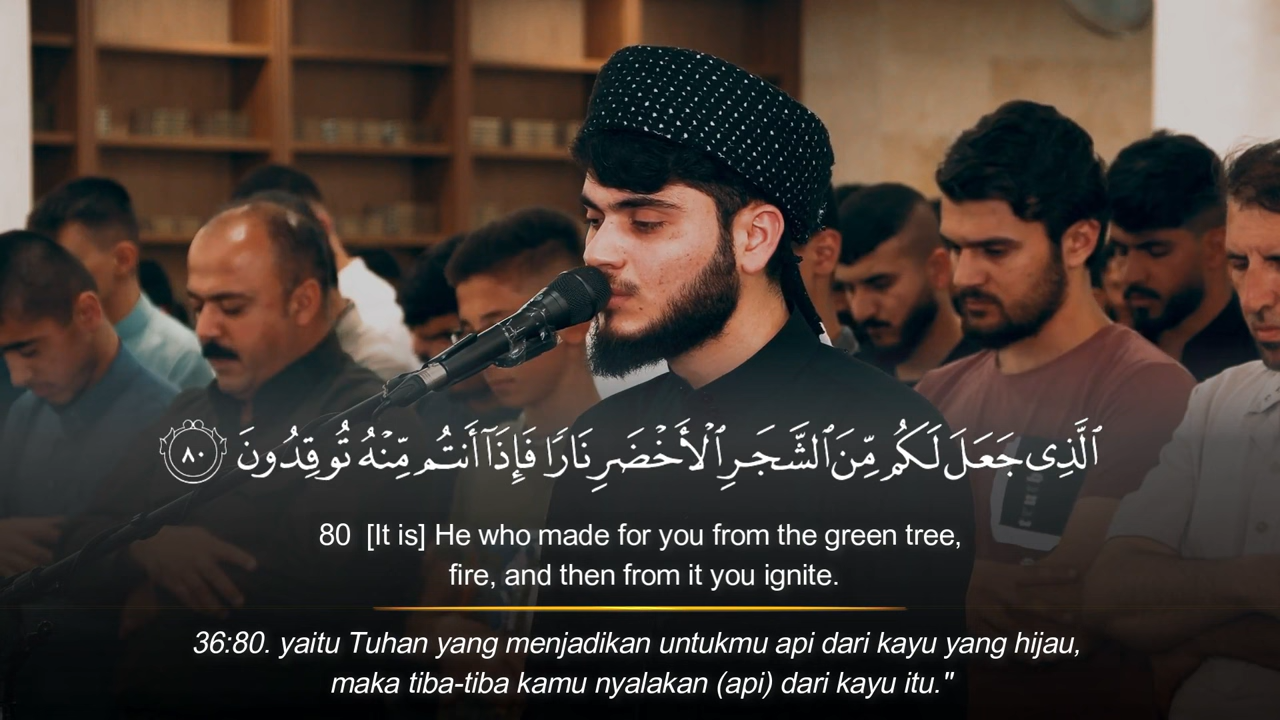 ٱلَّذِى جَعَلَ لَكُم مِّنَ ٱلشَّجَرِ ٱلْأَخْضَرِ نَارًا فَإِذَآ أَنتُم مِّنْهُ تُوقِدُونَ ٨٠
80 [It is] He who made for you from the green tree,
fire, and then from it you ignite.
36:80. yaitu Tuhan yang menjadikan untukmu api dari kayu yang hijau,
maka tiba-tiba kamu nyalakan (api) dari kayu itu."